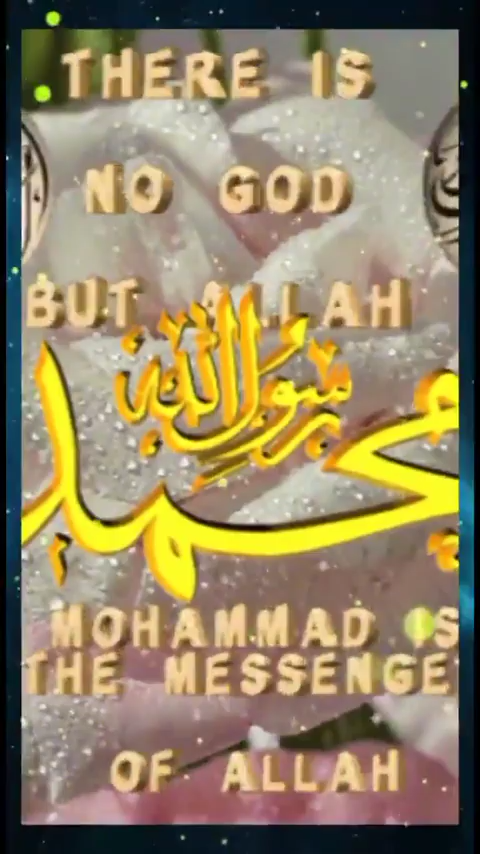 THERE IS
NO GOD
BUT ALLAH
رسول الله
محمد
MOHAMMAD IS
THE MESSENGE
OF ALLAH